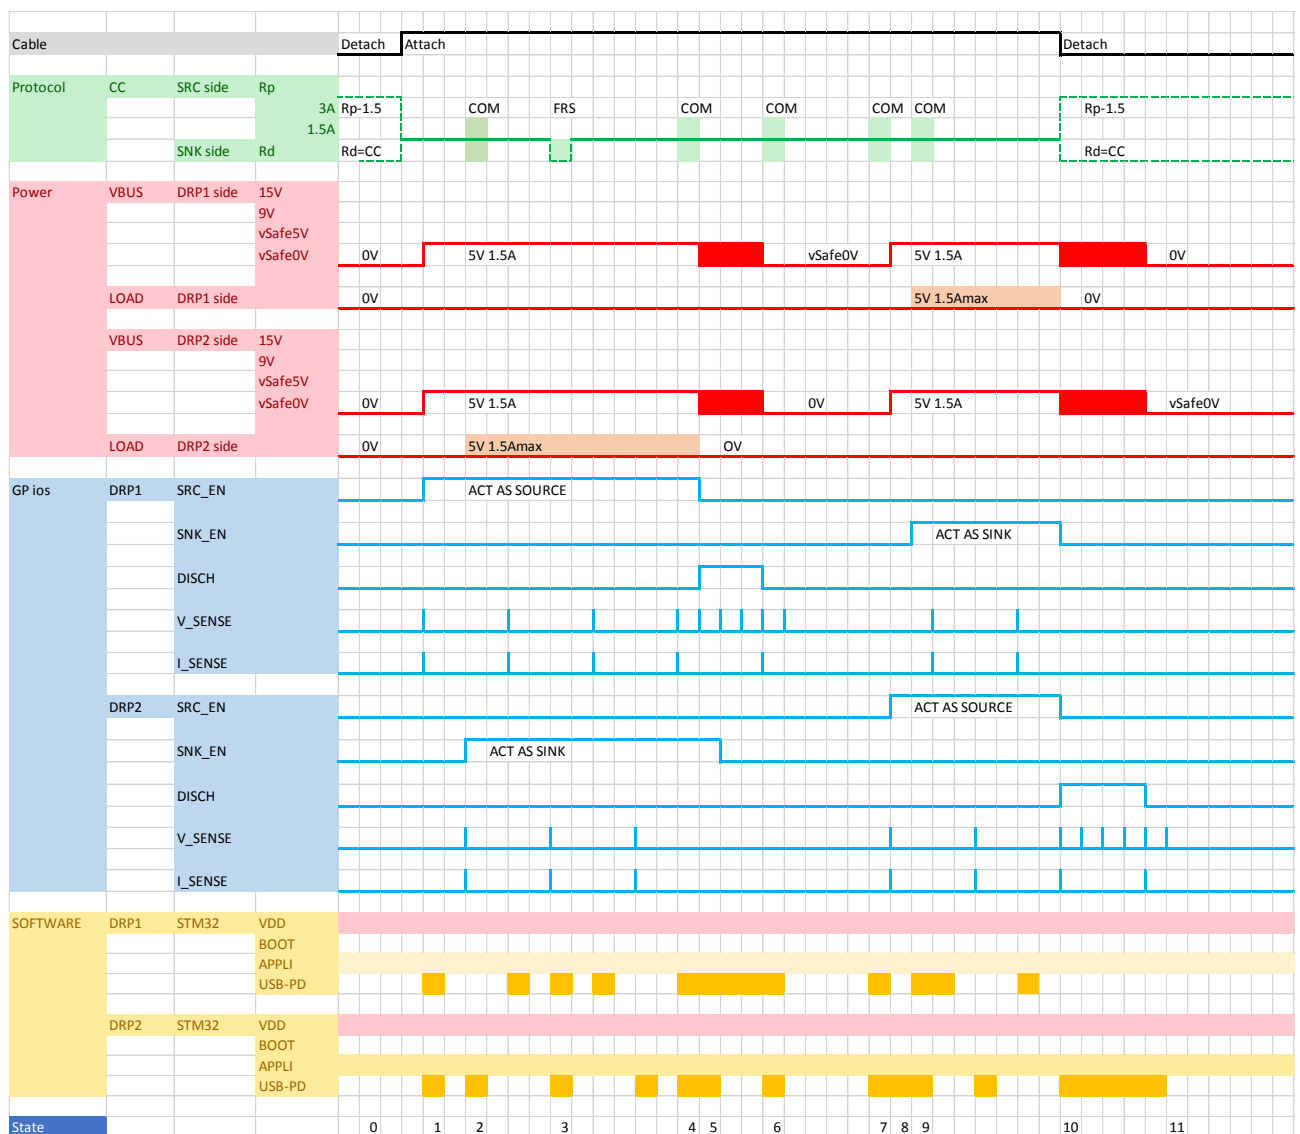 Cable Detach Attach Detach
Protocol CC SRC side Rp
3A Rp-1.5 COM FRS COM COM COM COM Rp-1.5
1.5A
SNK side Rd Rd=CC Rd=CC
Power VBUS DRP1 side 15V
9V
vSafe5V
vSafe0V 0V 5V 1.5A vSafe0V 5V 1.5A 0V
LOAD DRP1 side 0V 5V 1.5Amax 0V
VBUS DRP2 side 15V
9V
vSafe5V
vSafe0V 0V 5V 1.5A 0V 5V 1.5A vSafe0V
LOAD DRP2 side 0V 5V 1.5Amax OV
GP ios DRP1 SRC_EN ACT AS SOURCE
SNK_EN ACT AS SINK
DISCH
V_SENSE
I_SENSE
DRP2 SRC_EN ACT AS SOURCE
SNK_EN ACT AS SINK
DISCH
V_SENSE
I_SENSE
SOFTWARE DRP1 STM32 VDD
BOOT
APPLI
USB-PD
DRP2 STM32 VDD
BOOT
APPLI
USB-PD
State 0 1 2 3 4 5 6 7 8 9 10 11